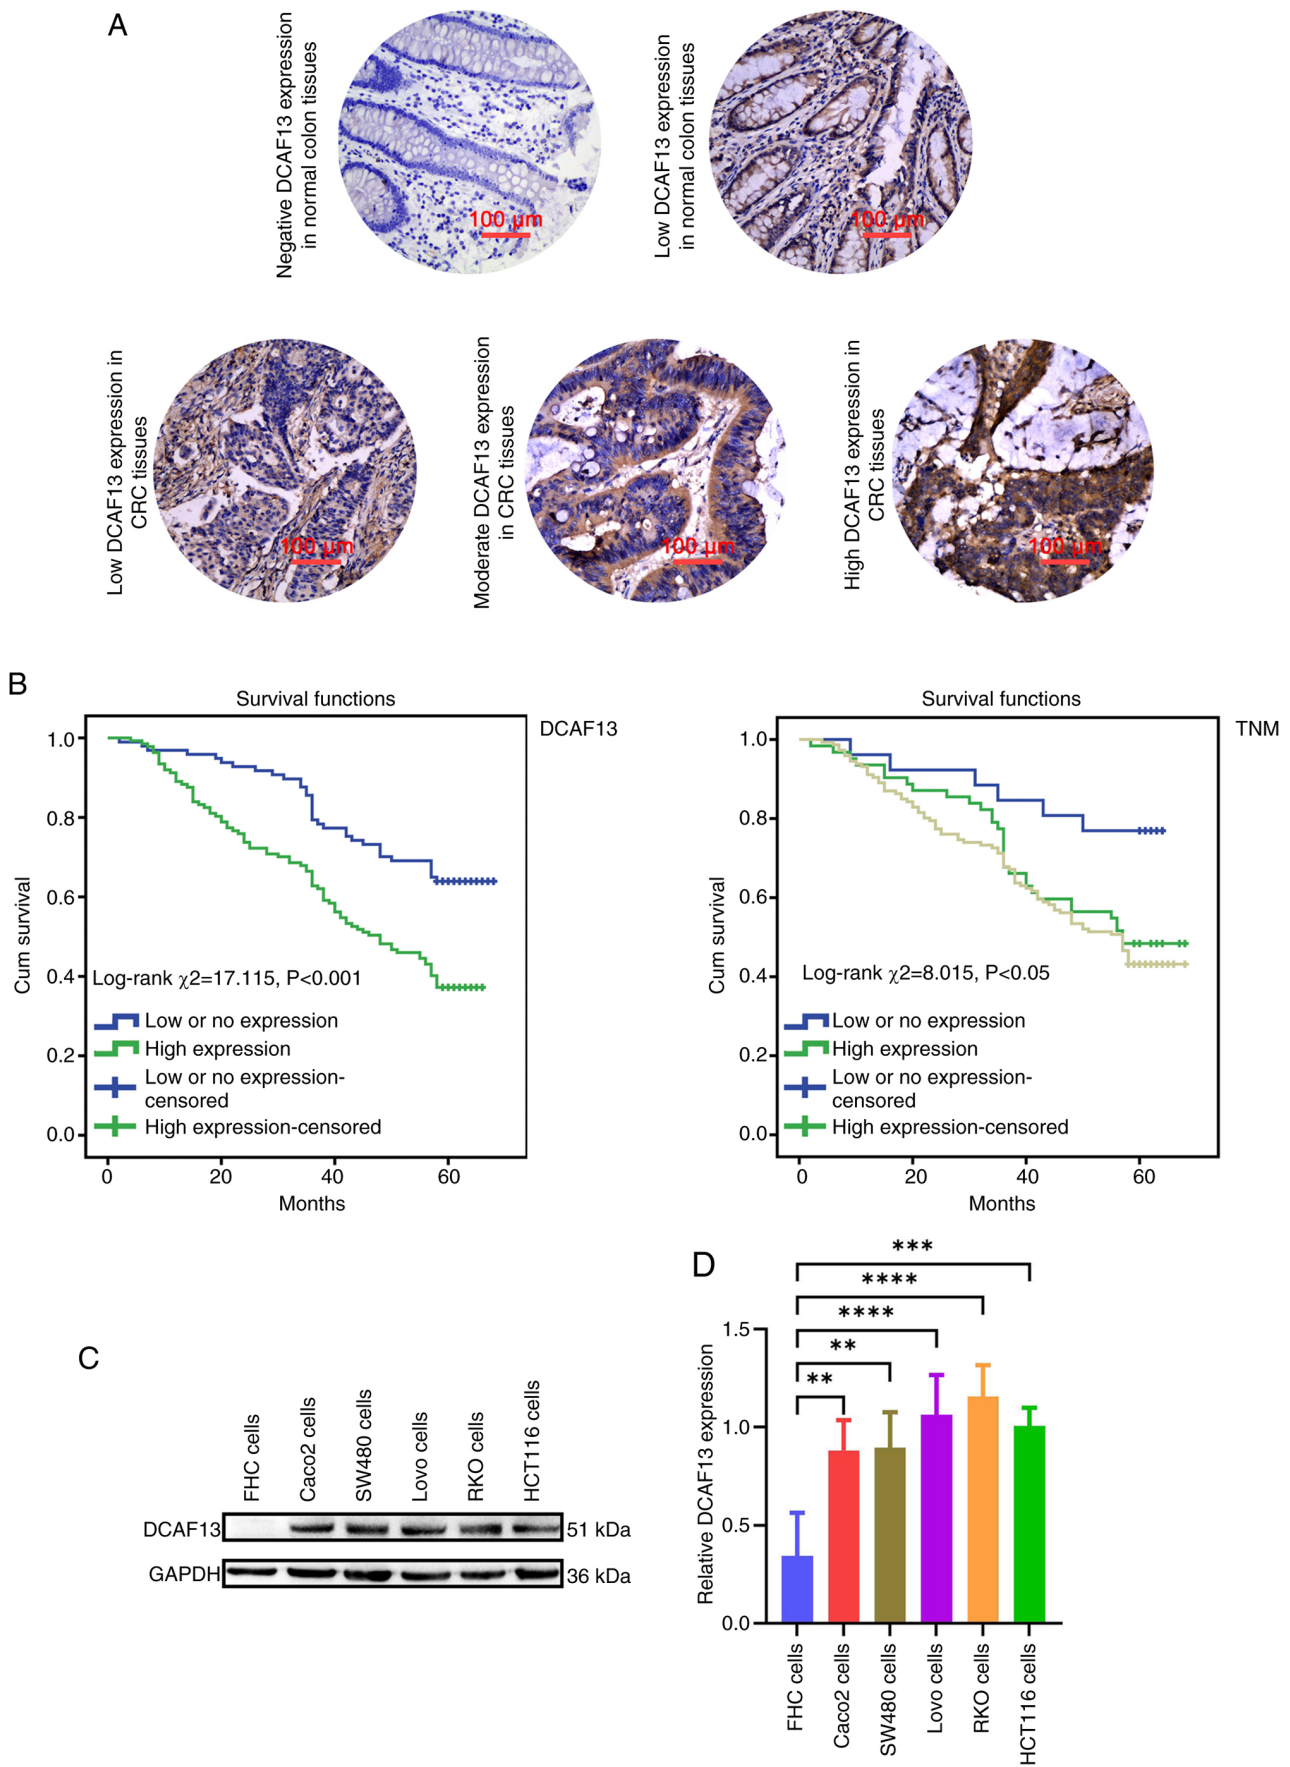 A
Negative DCAF13 expression
in normal colon tissues
100 µm
Low DCAF13 expression
in normal colon tissues
100 µm
Low DCAF13 expression in
CRC tissues
100 µm
Moderate DCAF13 expression
in CRC tissues
100 µm
High DCAF13 expression in
CRC tissues
100 µm
B
Survival functions
DCAF13
1.0
0.8
0.6
0.4
0.2
0.0
Cum survival
Log-rank χ2=17.115, P<0.001
Low or no expression
High expression
Low or no expression-
censored
High expression-censored
0 20 40 60
Months
Survival functions
TNM
1.0
0.8
0.6
0.4
0.2
0.0
Cum survival
Log-rank χ2=8.015, P<0.05
Low or no expression
High expression
Low or no expression-
censored
High expression-censored
0 20 40 60
Months
C
FHC cells
Caco2 cells
SW480 cells
Lovo cells
RKO cells
HCT116 cells
DCAF13 51 kDa
GAPDH 36 kDa
D
***
****
****
**
**
1.5
1.0
0.5
0.0
Relative DCAF13 expression
FHC cells
Caco2 cells
SW480 cells
Lovo cells
RKO cells
HCT116 cells